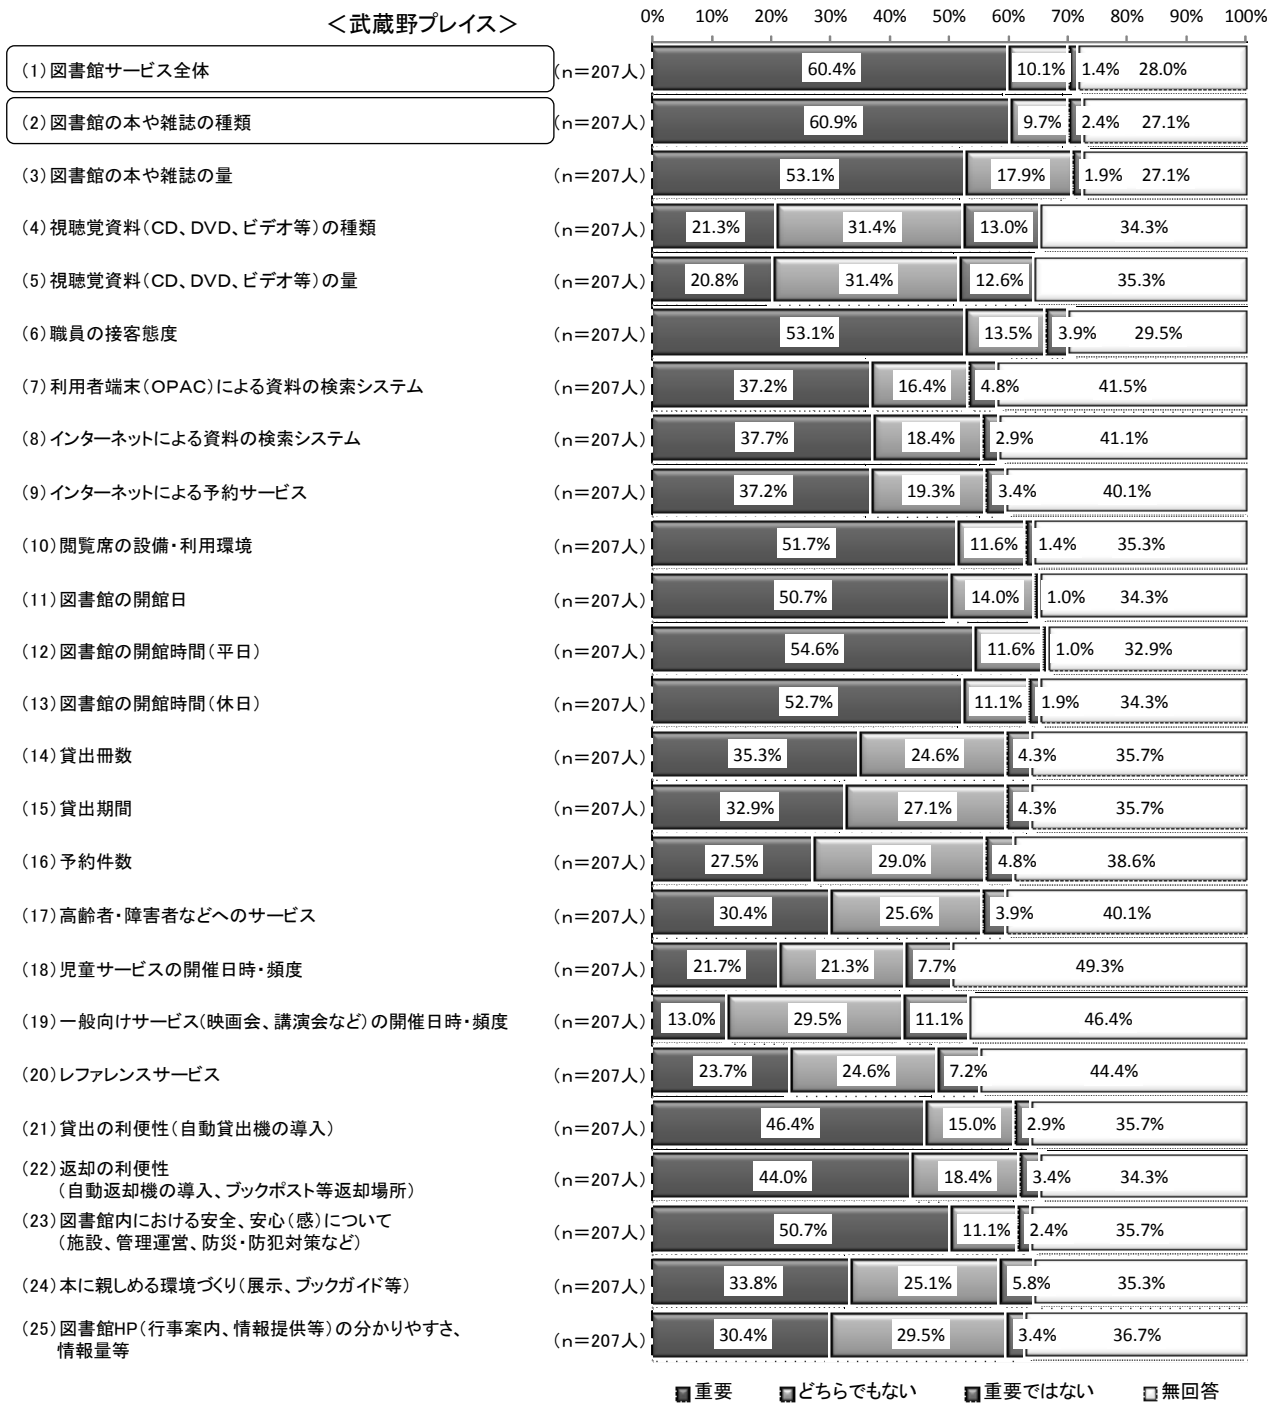 ＜武蔵野プレイス＞
0% 10% 20% 30% 40% 50% 60% 70% 80% 90% 100%
(1)図書館サービス全体 (n=207人) 60.4% 10.1% 1.4% 28.0%
(2)図書館の本や雑誌の種類 (n=207人) 60.9% 9.7% 2.4% 27.1%
(3)図書館の本や雑誌の量 (n=207人) 53.1% 17.9% 1.9% 27.1%
(4)視聴覚資料(CD、DVD、ビデオ等)の種類 (n=207人) 21.3% 31.4% 13.0% 34.3%
(5)視聴覚資料(CD、DVD、ビデオ等)の量 (n=207人) 20.8% 31.4% 12.6% 35.3%
(6)職員の接客態度 (n=207人) 53.1% 13.5% 3.9% 29.5%
(7)利用者端末(OPAC)による資料の検索システム (n=207人) 37.2% 16.4% 4.8% 41.5%
(8)インターネットによる資料の検索システム (n=207人) 37.7% 18.4% 2.9% 41.1%
(9)インターネットによる予約サービス (n=207人) 37.2% 19.3% 3.4% 40.1%
(10)閲覧席の設備・利用環境 (n=207人) 51.7% 11.6% 1.4% 35.3%
(11)図書館の開館日 (n=207人) 50.7% 14.0% 1.0% 34.3%
(12)図書館の開館時間(平日) (n=207人) 54.6% 11.6% 1.0% 32.9%
(13)図書館の開館時間(休日) (n=207人) 52.7% 11.1% 1.9% 34.3%
(14)貸出冊数 (n=207人) 35.3% 24.6% 4.3% 35.7%
(15)貸出期間 (n=207人) 32.9% 27.1% 4.3% 35.7%
(16)予約件数 (n=207人) 27.5% 29.0% 4.8% 38.6%
(17)高齢者・障害者などへのサービス (n=207人) 30.4% 25.6% 3.9% 40.1%
(18)児童サービスの開催日時・頻度 (n=207人) 21.7% 21.3% 7.7% 49.3%
(19)一般向けサービス(映画会、講演会など)の開催日時・頻度 (n=207人) 13.0% 29.5% 11.1% 46.4%
(20)レファレンスサービス (n=207人) 23.7% 24.6% 7.2% 44.4%
(21)貸出の利便性(自動貸出機の導入) (n=207人) 46.4% 15.0% 2.9% 35.7%
(22)返却の利便性
(自動返却機の導入、ブックポスト等返却場所) (n=207人) 44.0% 18.4% 3.4% 34.3%
(23)図書館内における安全、安心(感)について
(施設、管理運営、防災・防犯対策など) (n=207人) 50.7% 11.1% 2.4% 35.7%
(24)本に親しめる環境づくり(展示、ブックガイド等) (n=207人) 33.8% 25.1% 5.8% 35.3%
(25)図書館HP(行事案内、情報提供等)の分かりやすさ、
情報量等 (n=207人) 30.4% 29.5% 3.4% 36.7%
重要 どちらでもない 重要ではない 無回答